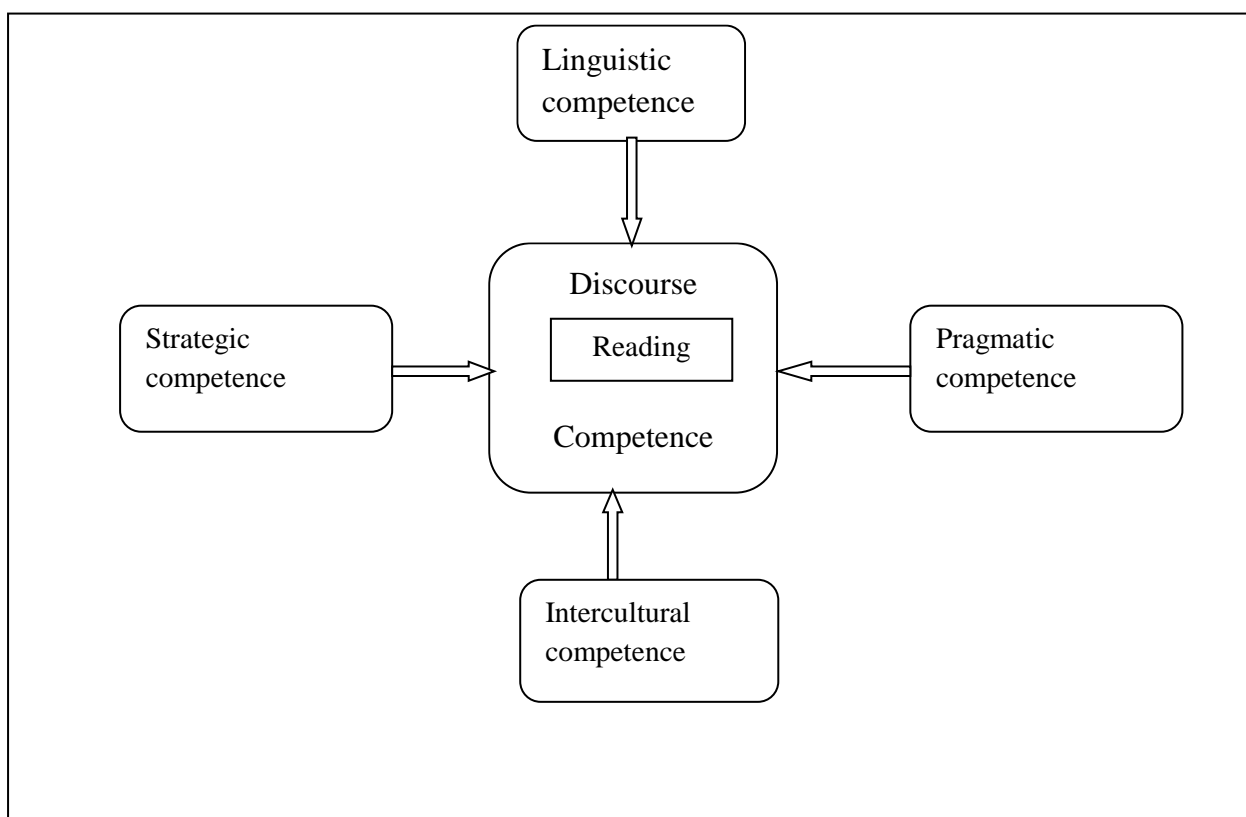 Linguistic
competence
Discourse
Reading
Competence
Strategic
competence
Pragmatic
competence
Intercultural
competence